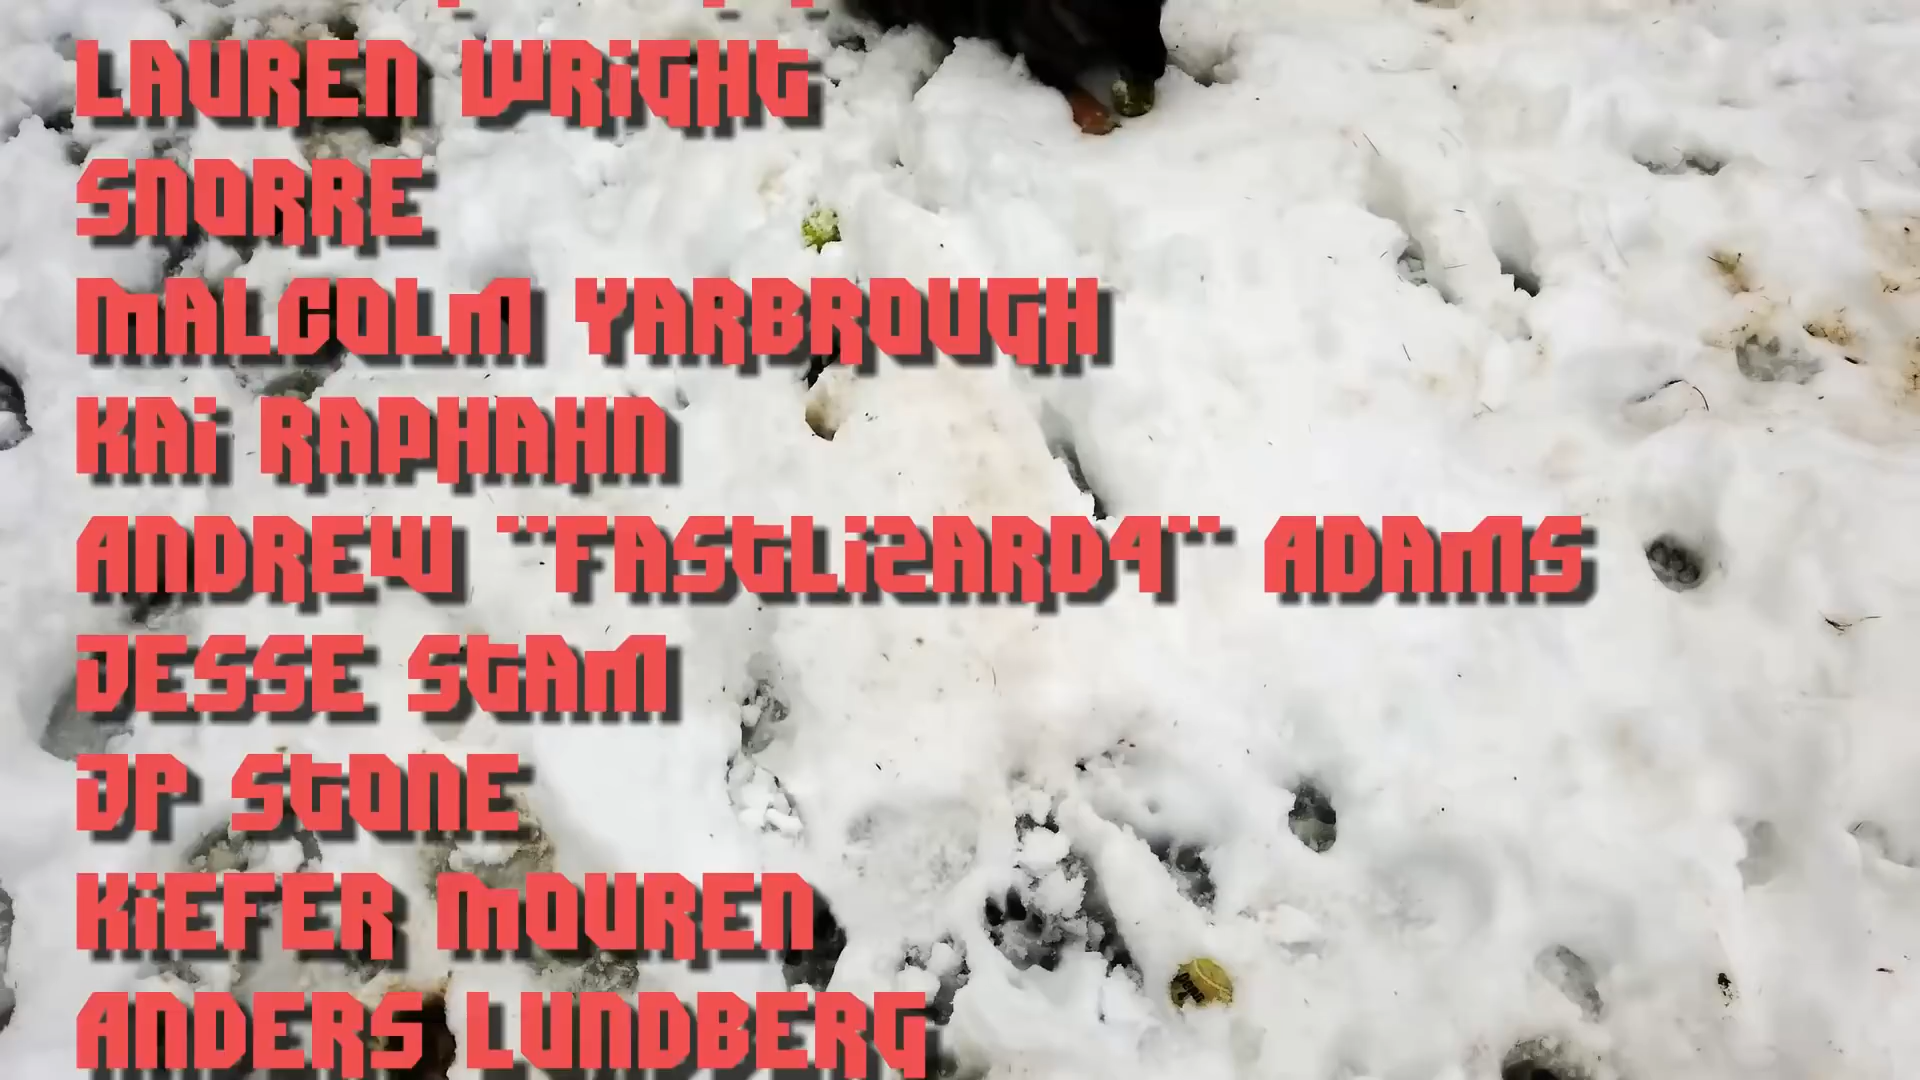 LAUREN WRiGHt
SNORRE
MALCOLM YARBROUGH
KAi RAPHAHN
ANDREW "FAStLiZARD4" ADAMS
JESSE StAM
JP StONE
KiEFER MOUREN
ANDERS LUNDBERG